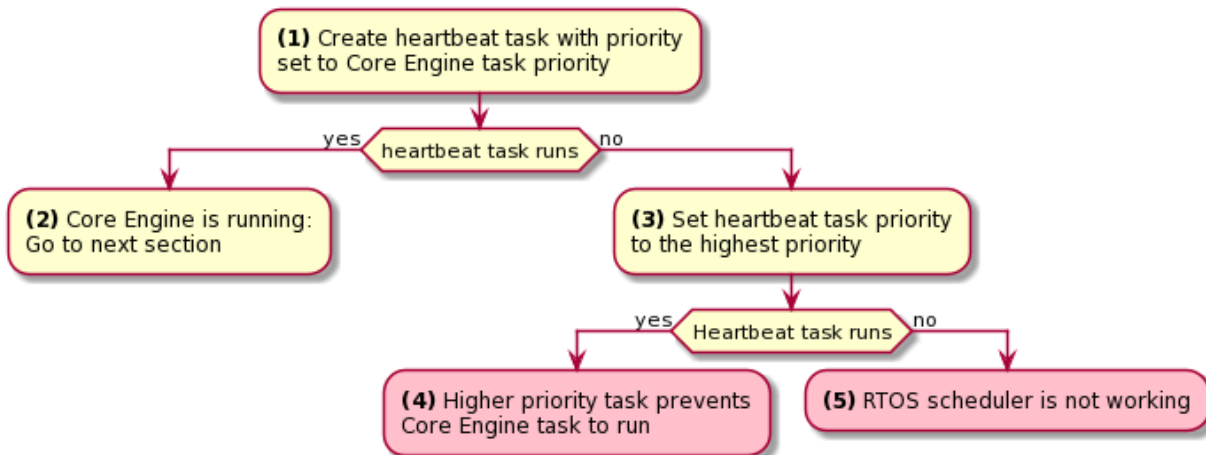 (1) Create heartbeat task with priority
set to Core Engine task priority
yes
heartbeat task runs
no
(2) Core Engine is running:
Go to next section
(3) Set heartbeat task priority
to the highest priority
yes
Heartbeat task runs
no
(4) Higher priority task prevents
Core Engine task to run
(5) RTOS scheduler is not working